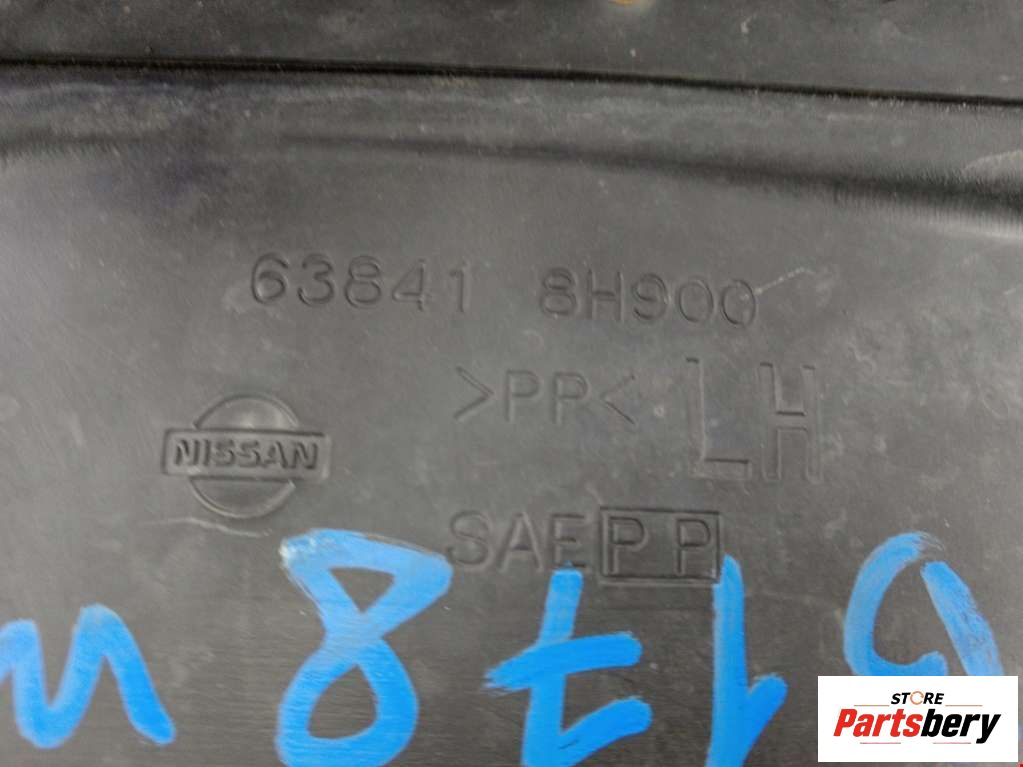 63841 8H900
>PP< LH
NISSAN
SAE PP
STORE
Partsbery